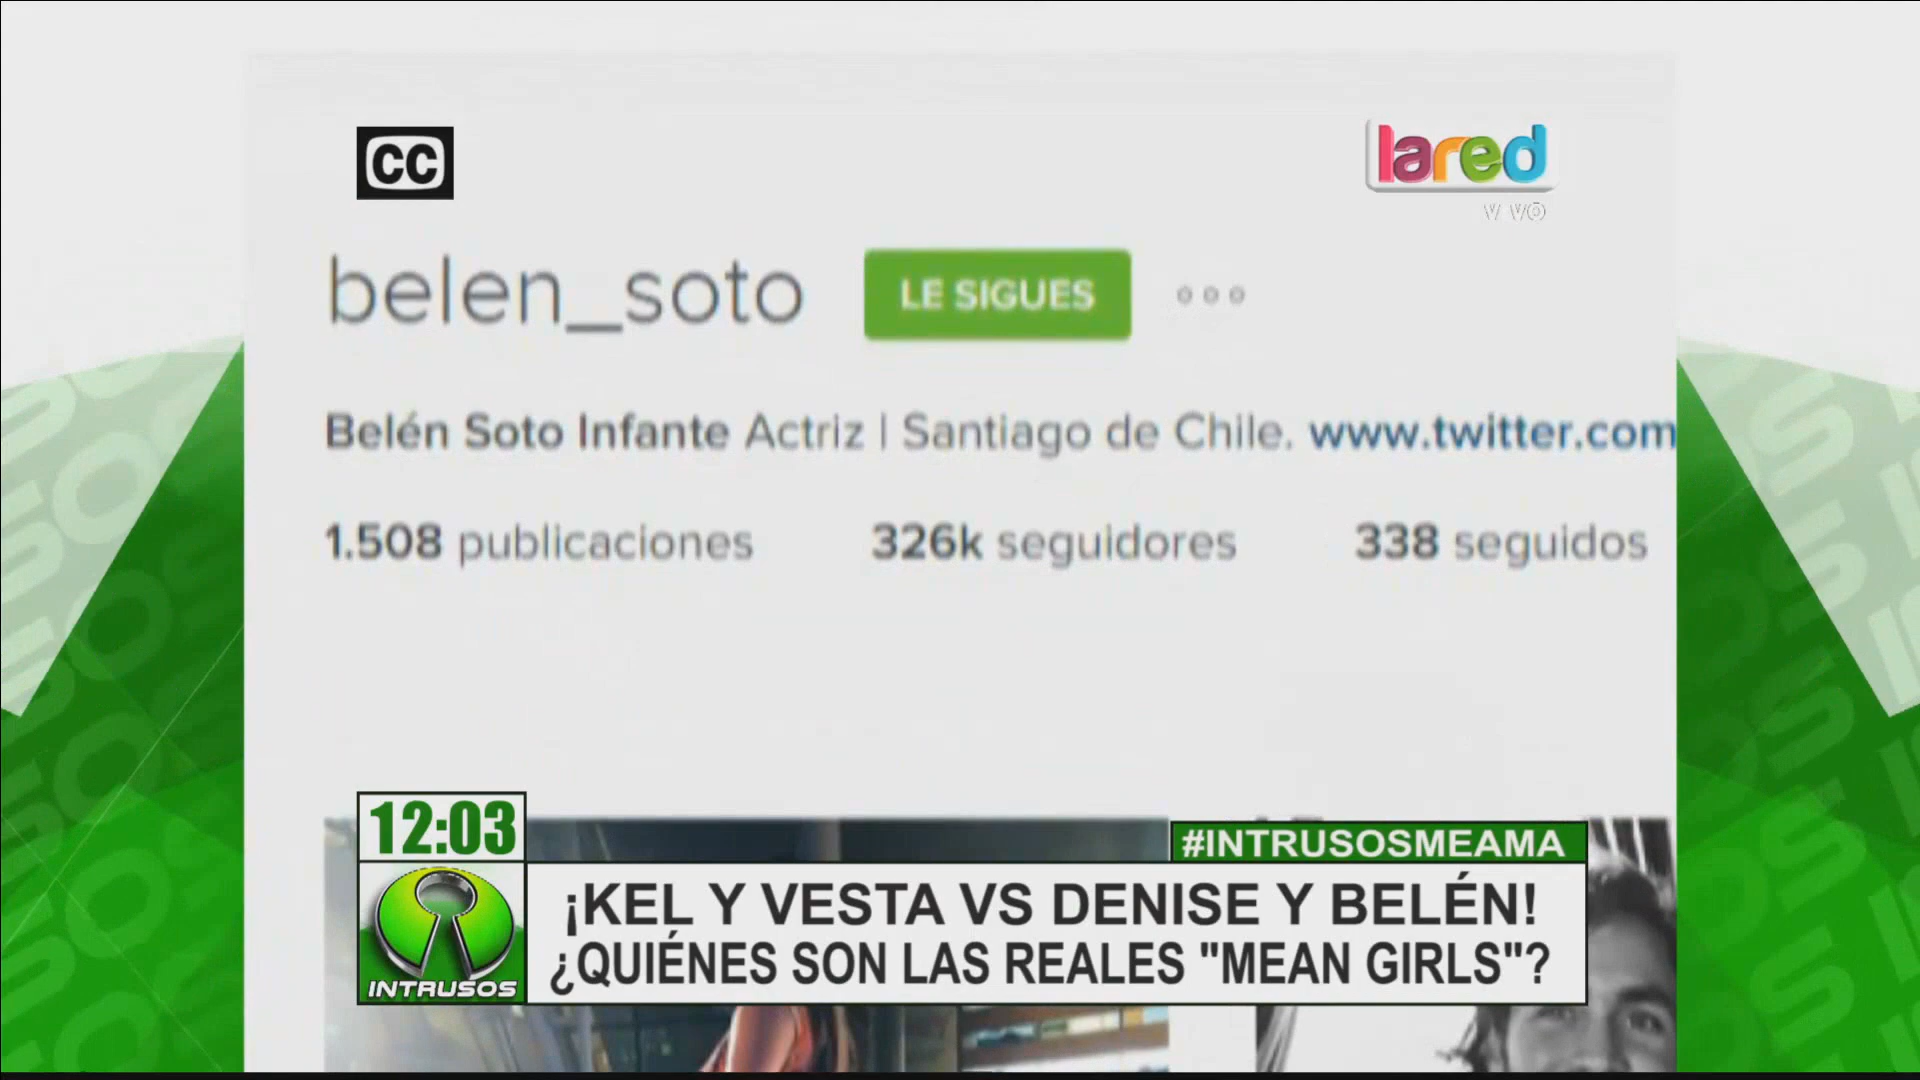 CC
lared
VIVO
belen_soto
LE SIGUES
Belén Soto Infante Actriz | Santiago de Chile. www.twitter.com
1.508 publicaciones 326k seguidores 338 seguidos
12:03
#INTRUSOSMEAMA
INTRUSOS
¡KEL Y VESTA VS DENISE Y BELÉN!
¿QUIÉNES SON LAS REALES "MEAN GIRLS"?